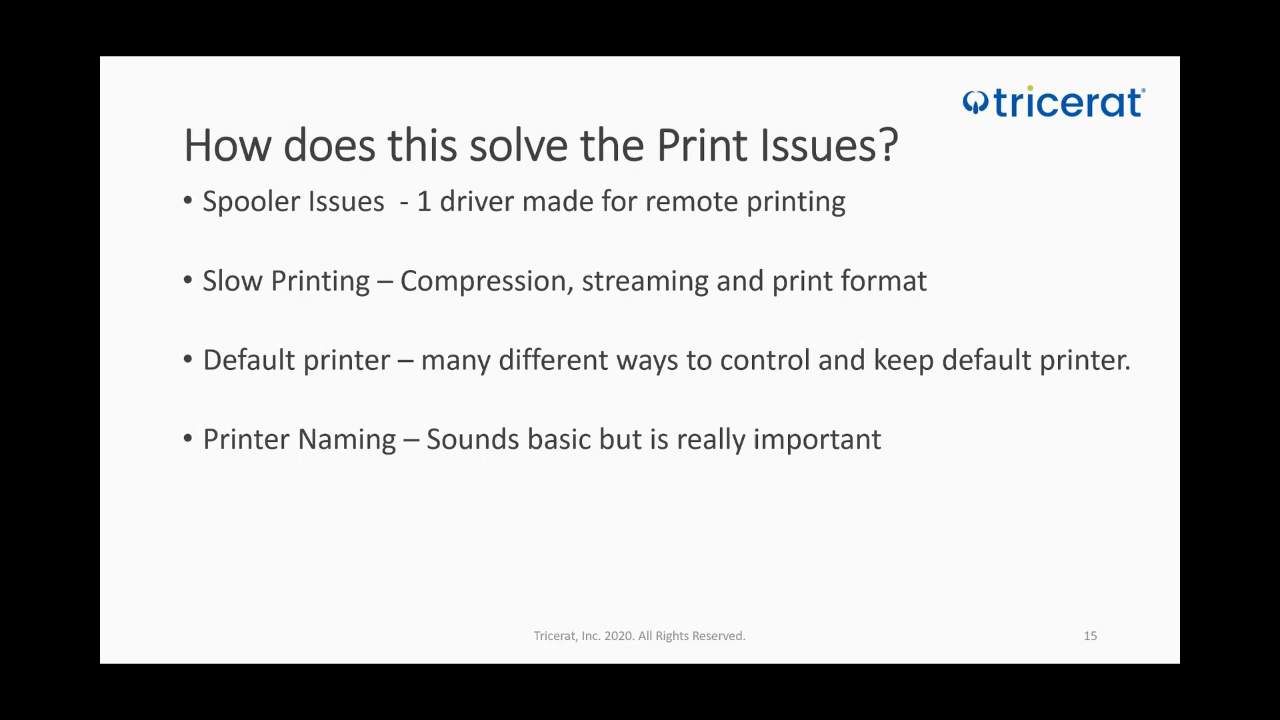 tricerat®
How does this solve the Print Issues?
• Spooler Issues  - 1 driver made for remote printing
• Slow Printing – Compression, streaming and print format
• Default printer – many different ways to control and keep default printer.
• Printer Naming – Sounds basic but is really important
Tricerat, Inc. 2020. All Rights Reserved.
15